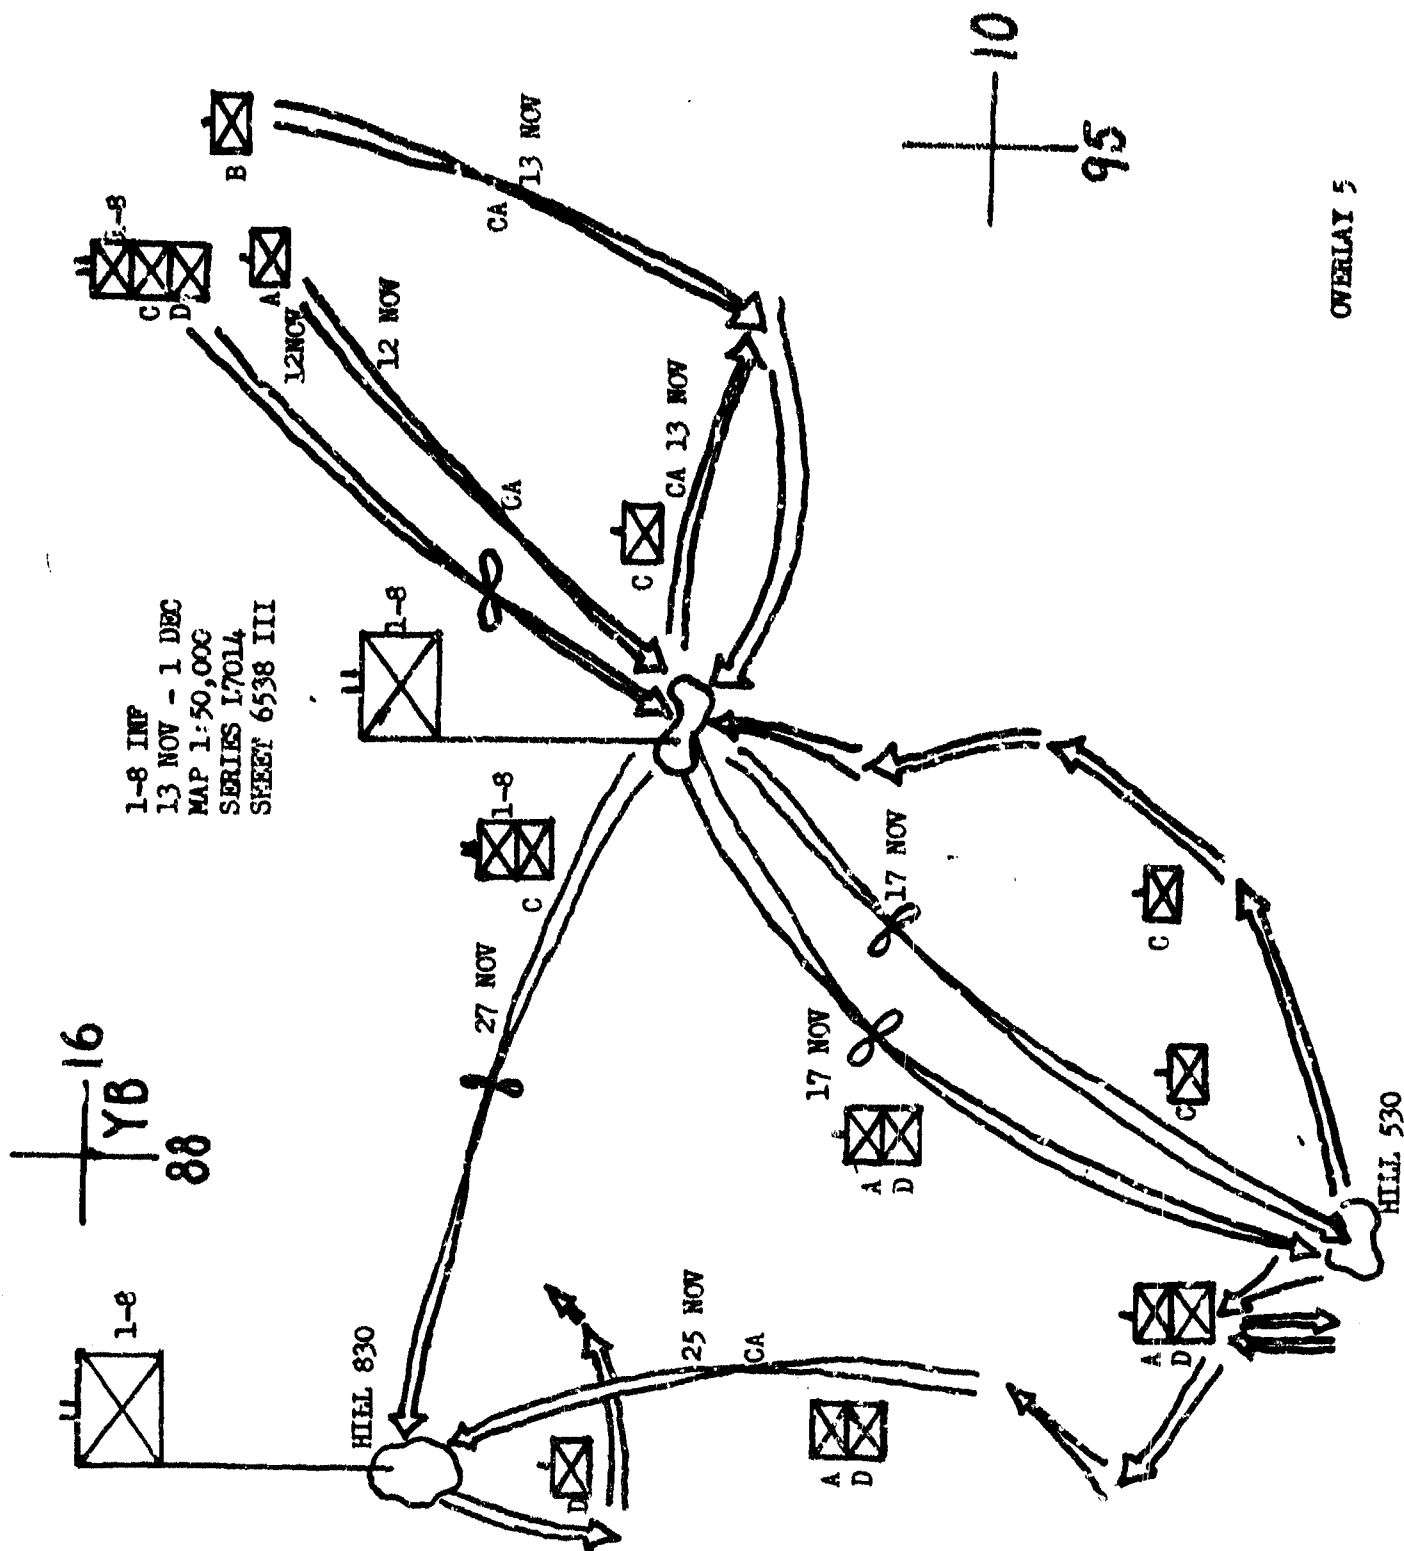 1-8 INF
13 NOV - 1 DEC
MAP 1:50,000
SERIES L7014
SHEET 6538 III
1-8
16
YB
88
HILL 830
27 NOV
1-8
C
1-8
12NOV
12 NOV
CA
C
D
A
B
CA
13 NOV
C
CA 13 NOV
D
25 NOV
CA
A
D
17 NOV
A
D
17 NOV
C
C
A
D
HILL 530
10
95
OVERLAY 5